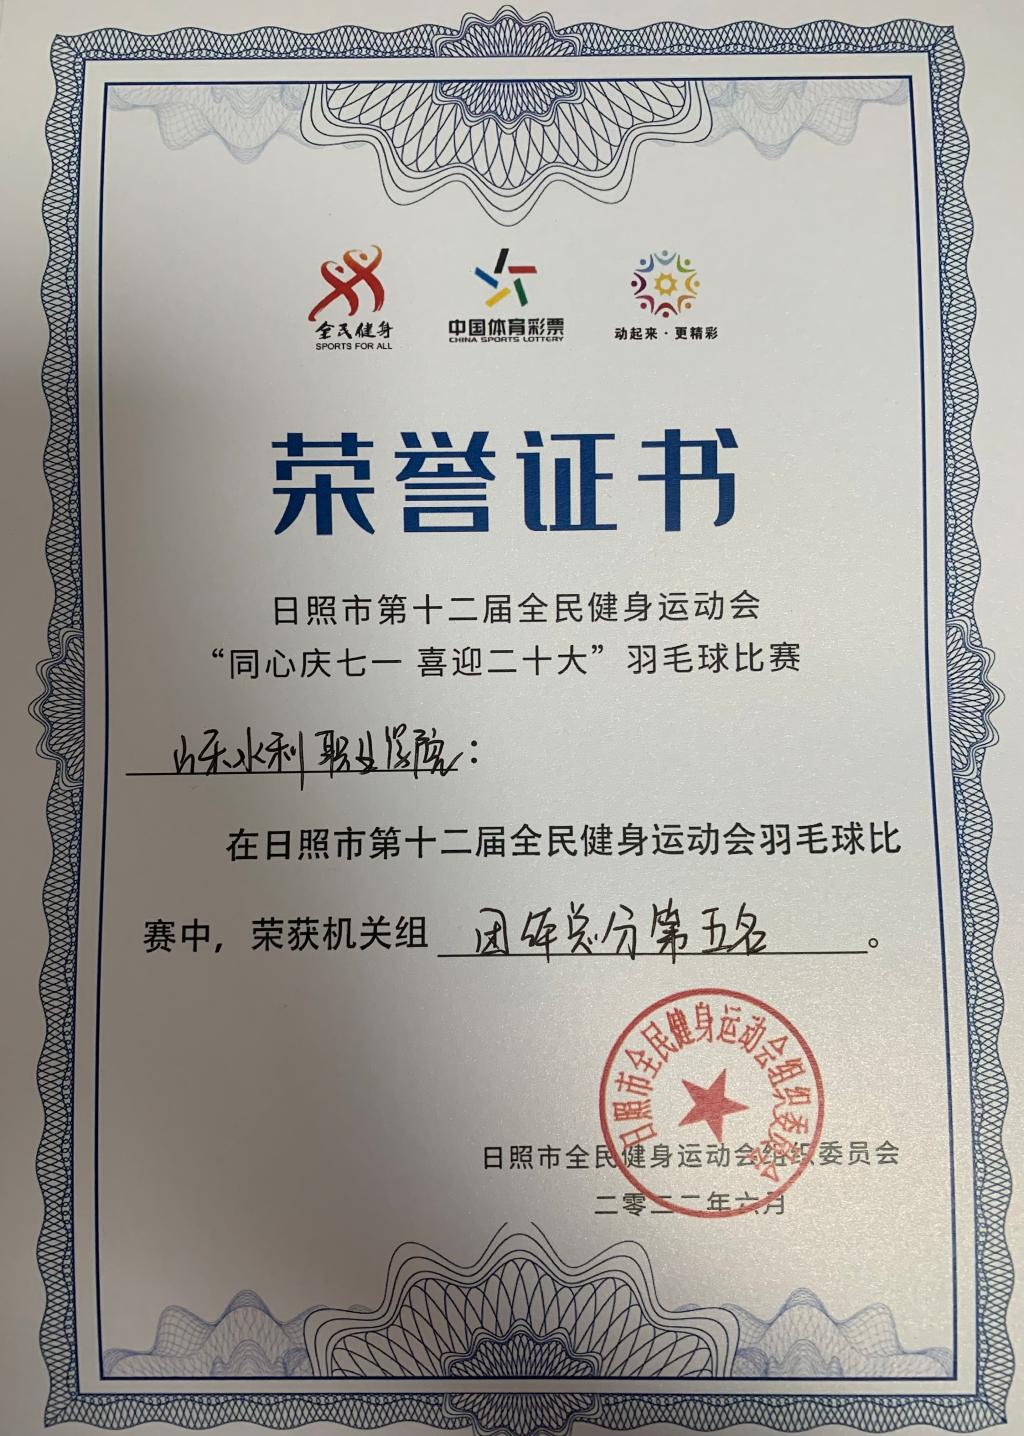 全民健身
SPORTS FOR ALL
中国体育彩票
CHINA SPORTS LOTTERY
动起来·更精彩
荣誉证书
日照市第十二届全民健身运动会
“同心庆七一 喜迎二十大”羽毛球比赛
山东水利职业学院：
在日照市第十二届全民健身运动会羽毛球比
赛中，荣获机关组 团体总分第五名。
日照市全民健身运动会组织委员会
日照市全民健身运动会组织委员会
二零二二年六月